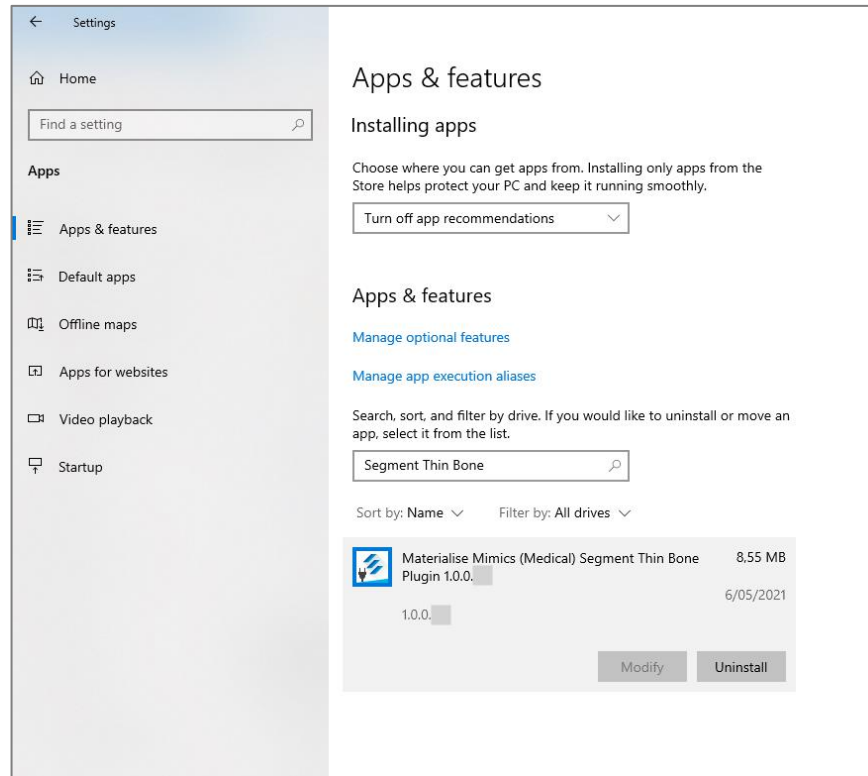 Settings
Home
Find a setting
Apps
Apps & features
Default apps
Offline maps
Apps for websites
Video playback
Startup
Apps & features
Installing apps
Choose where you can get apps from. Installing only apps from the
Store helps protect your PC and keep it running smoothly.
Turn off app recommendations
Apps & features
Manage optional features
Manage app execution aliases
Search, sort, and filter by drive. If you would like to uninstall or move an
app, select it from the list.
Segment Thin Bone
Sort by: Name Filter by: All drives
Materialise Mimics (Medical) Segment Thin Bone 8,55 MB
Plugin 1.0.0.
6/05/2021
1.0.0.
Modify Uninstall